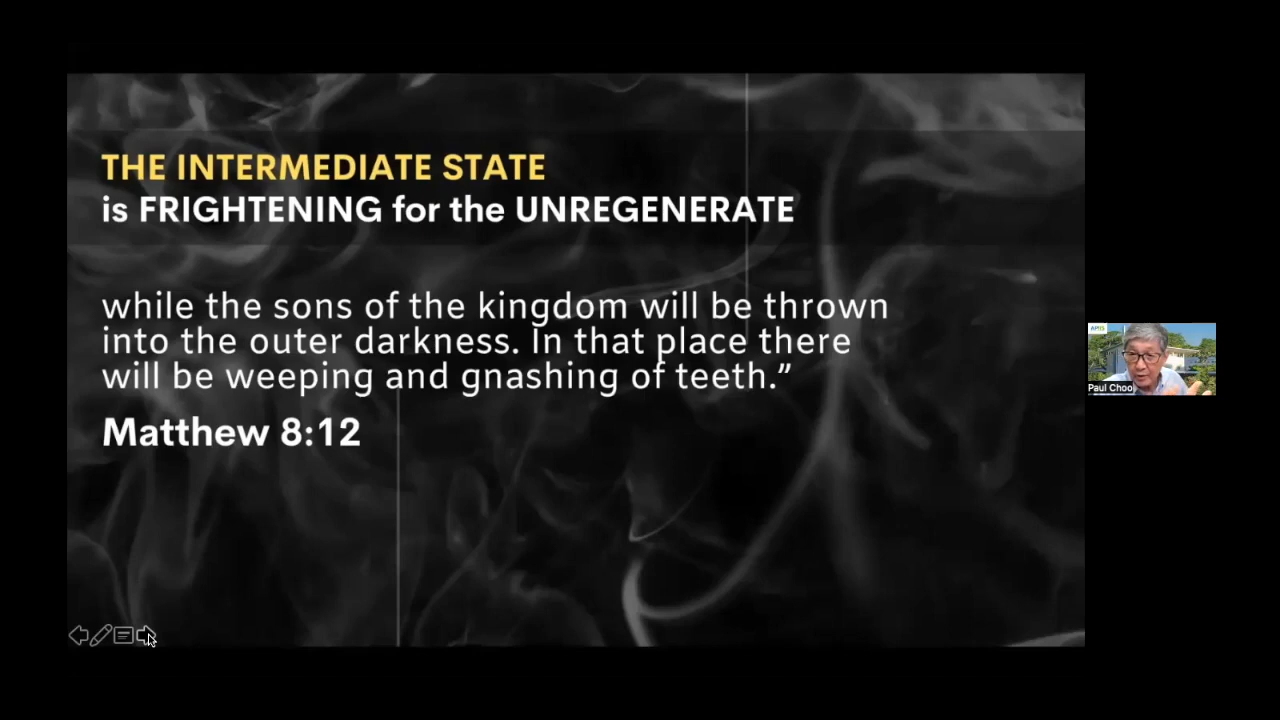 THE INTERMEDIATE STATE
is FRIGHTENING for the UNREGENERATE
while the sons of the kingdom will be thrown
into the outer darkness. In that place there
will be weeping and gnashing of teeth.”
Matthew 8:12
Paul Choo